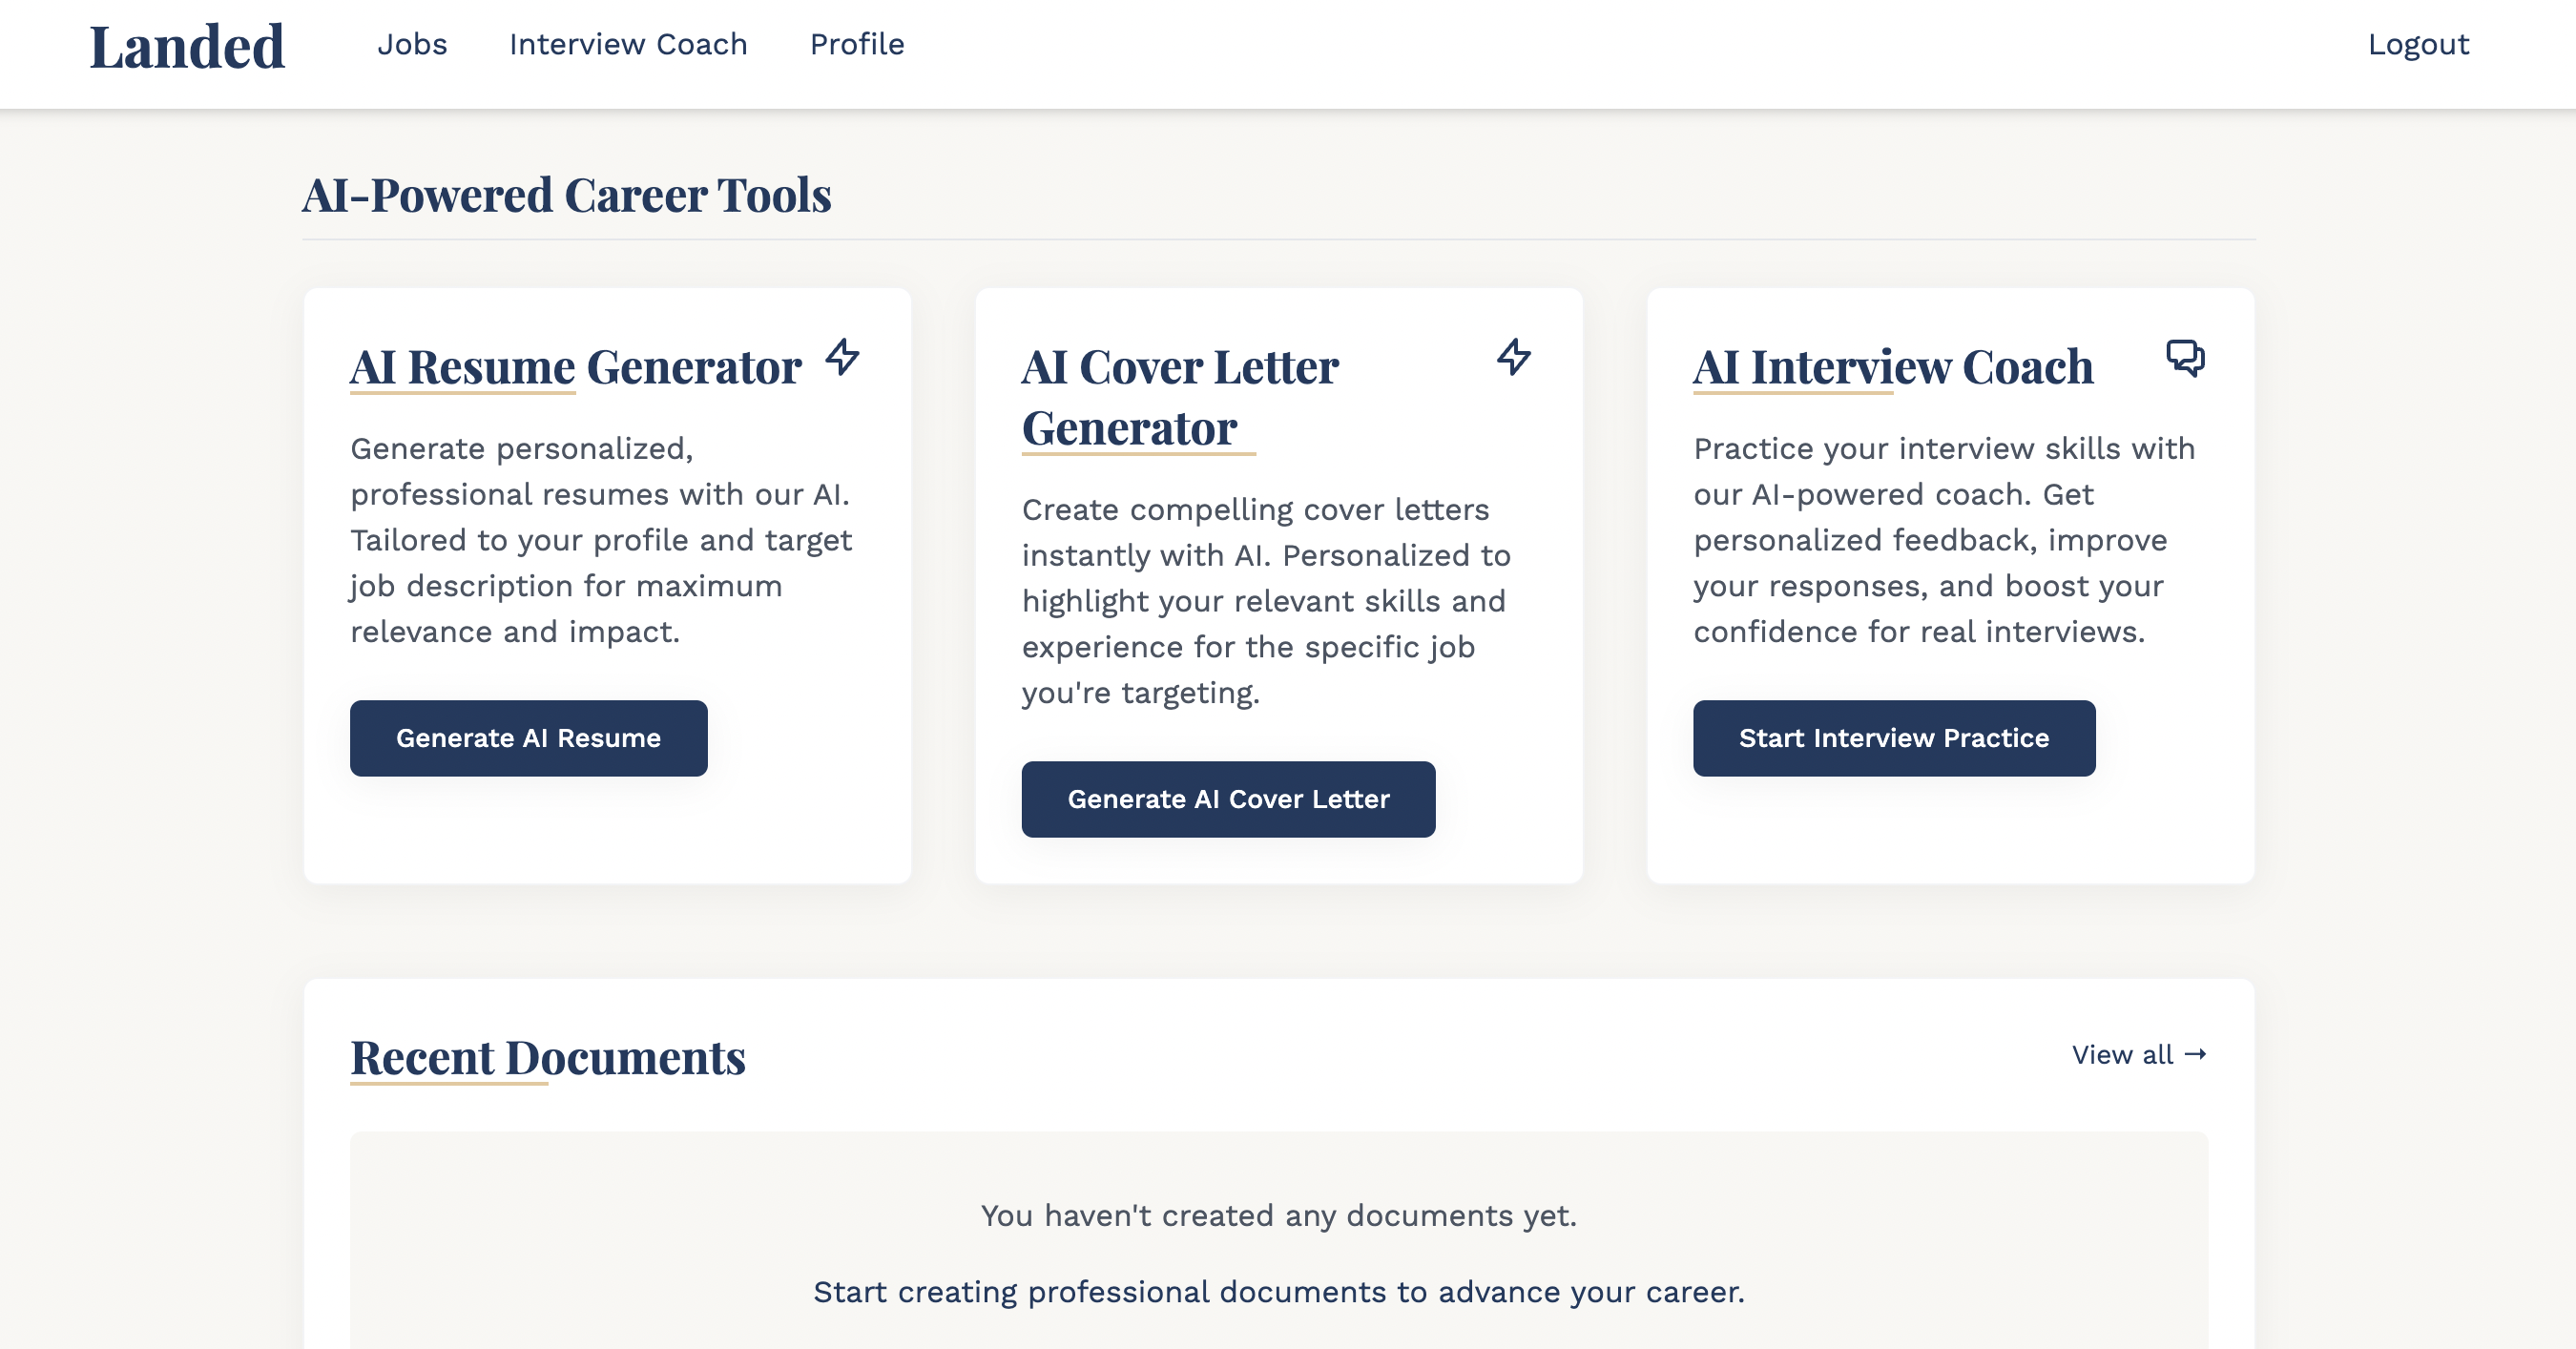 Landed
Jobs
Interview Coach
Profile
Logout
AI-Powered Career Tools
AI Resume Generator
Generate personalized,
professional resumes with our AI.
Tailored to your profile and target
job description for maximum
relevance and impact.
Generate AI Resume
AI Cover Letter
Generator
Create compelling cover letters
instantly with AI. Personalized to
highlight your relevant skills and
experience for the specific job
you're targeting.
Generate AI Cover Letter
AI Interview Coach
Practice your interview skills with
our AI-powered coach. Get
personalized feedback, improve
your responses, and boost your
confidence for real interviews.
Start Interview Practice
Recent Documents
View all →
You haven't created any documents yet.
Start creating professional documents to advance your career.